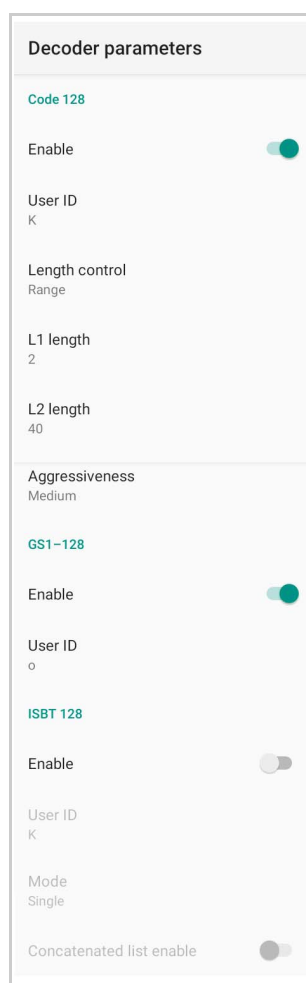 Decoder parameters
Code 128
Enable
User ID
K
Length control
Range
L1 length
2
L2 length
40
Aggressiveness
Medium
GS1–128
Enable
User ID
o
ISBT 128
Enable
User ID
K
Mode
Single
Concatenated list enable